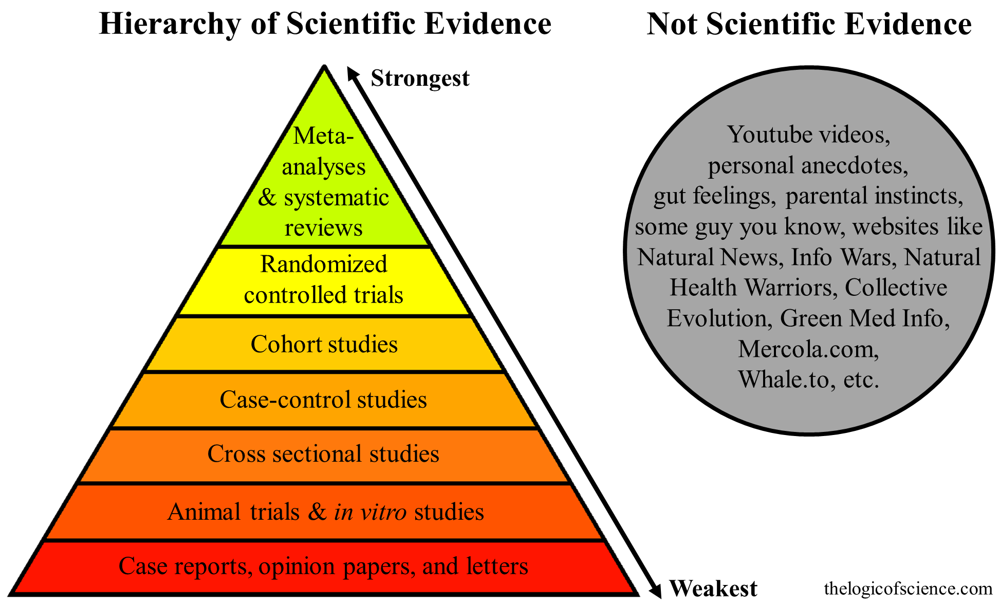 Hierarchy of Scientific Evidence
Not Scientific Evidence
Strongest
Meta-
analyses
& systematic
reviews
Randomized
controlled trials
Cohort studies
Case-control studies
Cross sectional studies
Animal trials & in vitro studies
Case reports, opinion papers, and letters
Weakest
Youtube videos,
personal anecdotes,
gut feelings, parental instincts,
some guy you know, websites like
Natural News, Info Wars, Natural
Health Warriors, Collective
Evolution, Green Med Info,
Mercola.com,
Whale.to, etc.
thelogicofscience.com